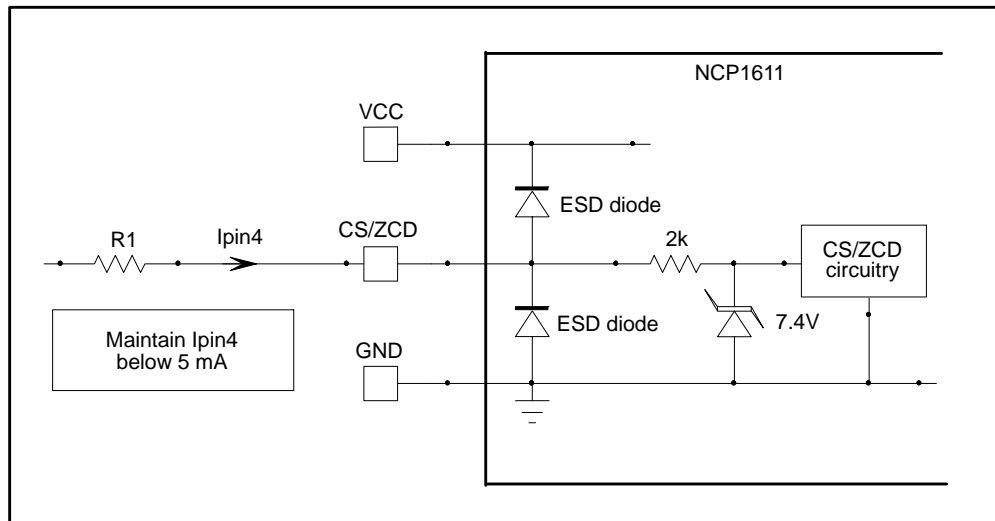 NCP1611
VCC
ESD diode
R1
Ipin4
CS/ZCD
2k
CS/ZCD
circuitry
ESD diode
7.4V
Maintain Ipin4
below 5 mA
GND